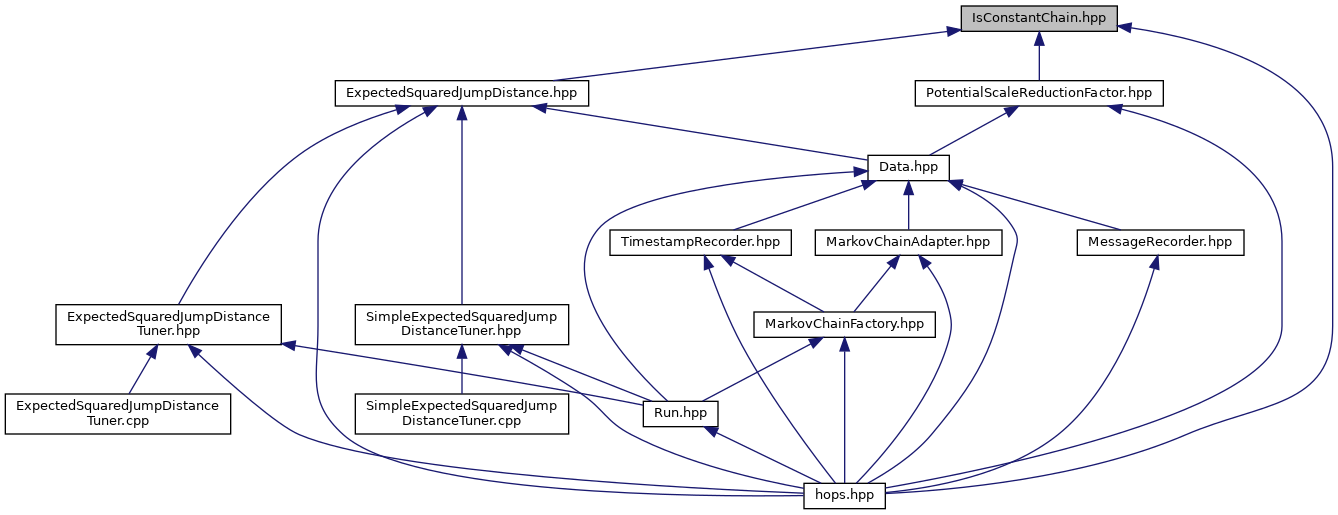 IsConstantChain.hpp
ExpectedSquaredJumpDistance.hpp
PotentialScaleReductionFactor.hpp
Data.hpp
TimestampRecorder.hpp
MarkovChainAdapter.hpp
MessageRecorder.hpp
ExpectedSquaredJumpDistance
Tuner.hpp
SimpleExpectedSquaredJump
DistanceTuner.hpp
MarkovChainFactory.hpp
ExpectedSquaredJumpDistance
Tuner.cpp
SimpleExpectedSquaredJump
DistanceTuner.cpp
Run.hpp
hops.hpp